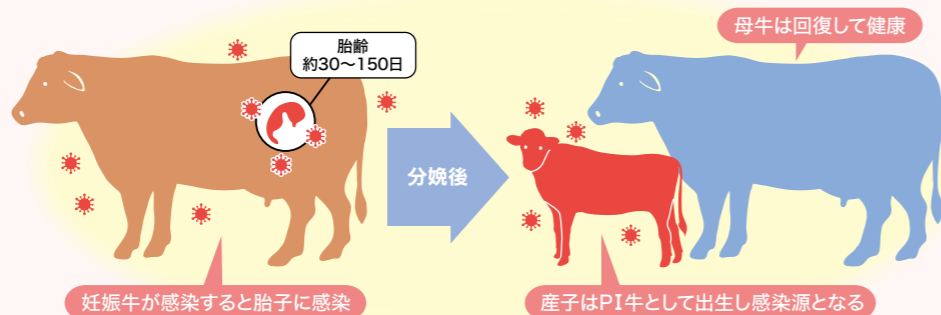 母牛は回復して健康
胎齢
約30〜150日
分娩後
妊娠牛が感染すると胎子に感染
産子はPI牛として出生し感染源となる